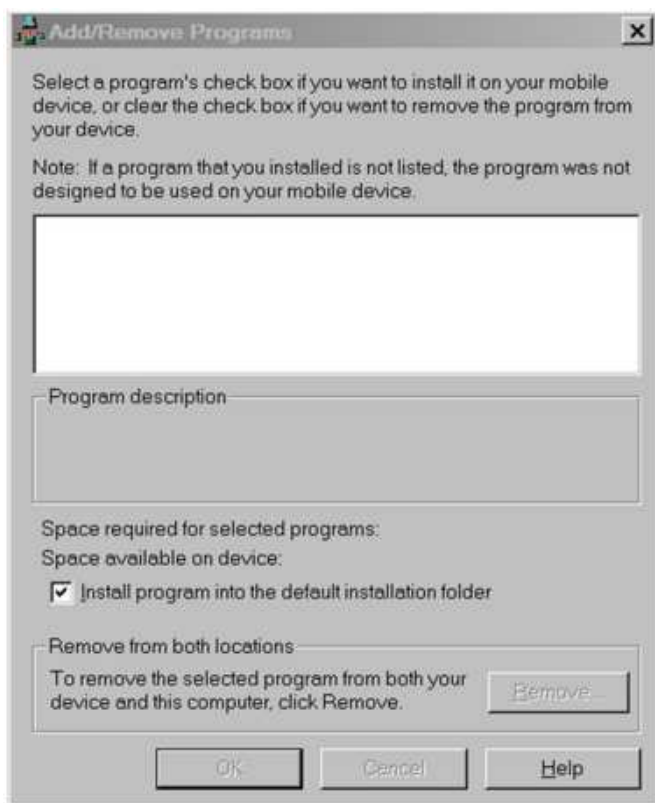 Add/Remove Programs
Select a program's check box if you want to install it on your mobile
device, or clear the check box if you want to remove the program from
your device.
Note:  If a program that you installed is not listed, the program was not
designed to be used on your mobile device.
Program description
Space required for selected programs:
Space available on device:
Install program into the default installation folder
Remove from both locations
To remove the selected program from both your
device and this computer, click Remove.
Remove...
OK
Cancel
Help